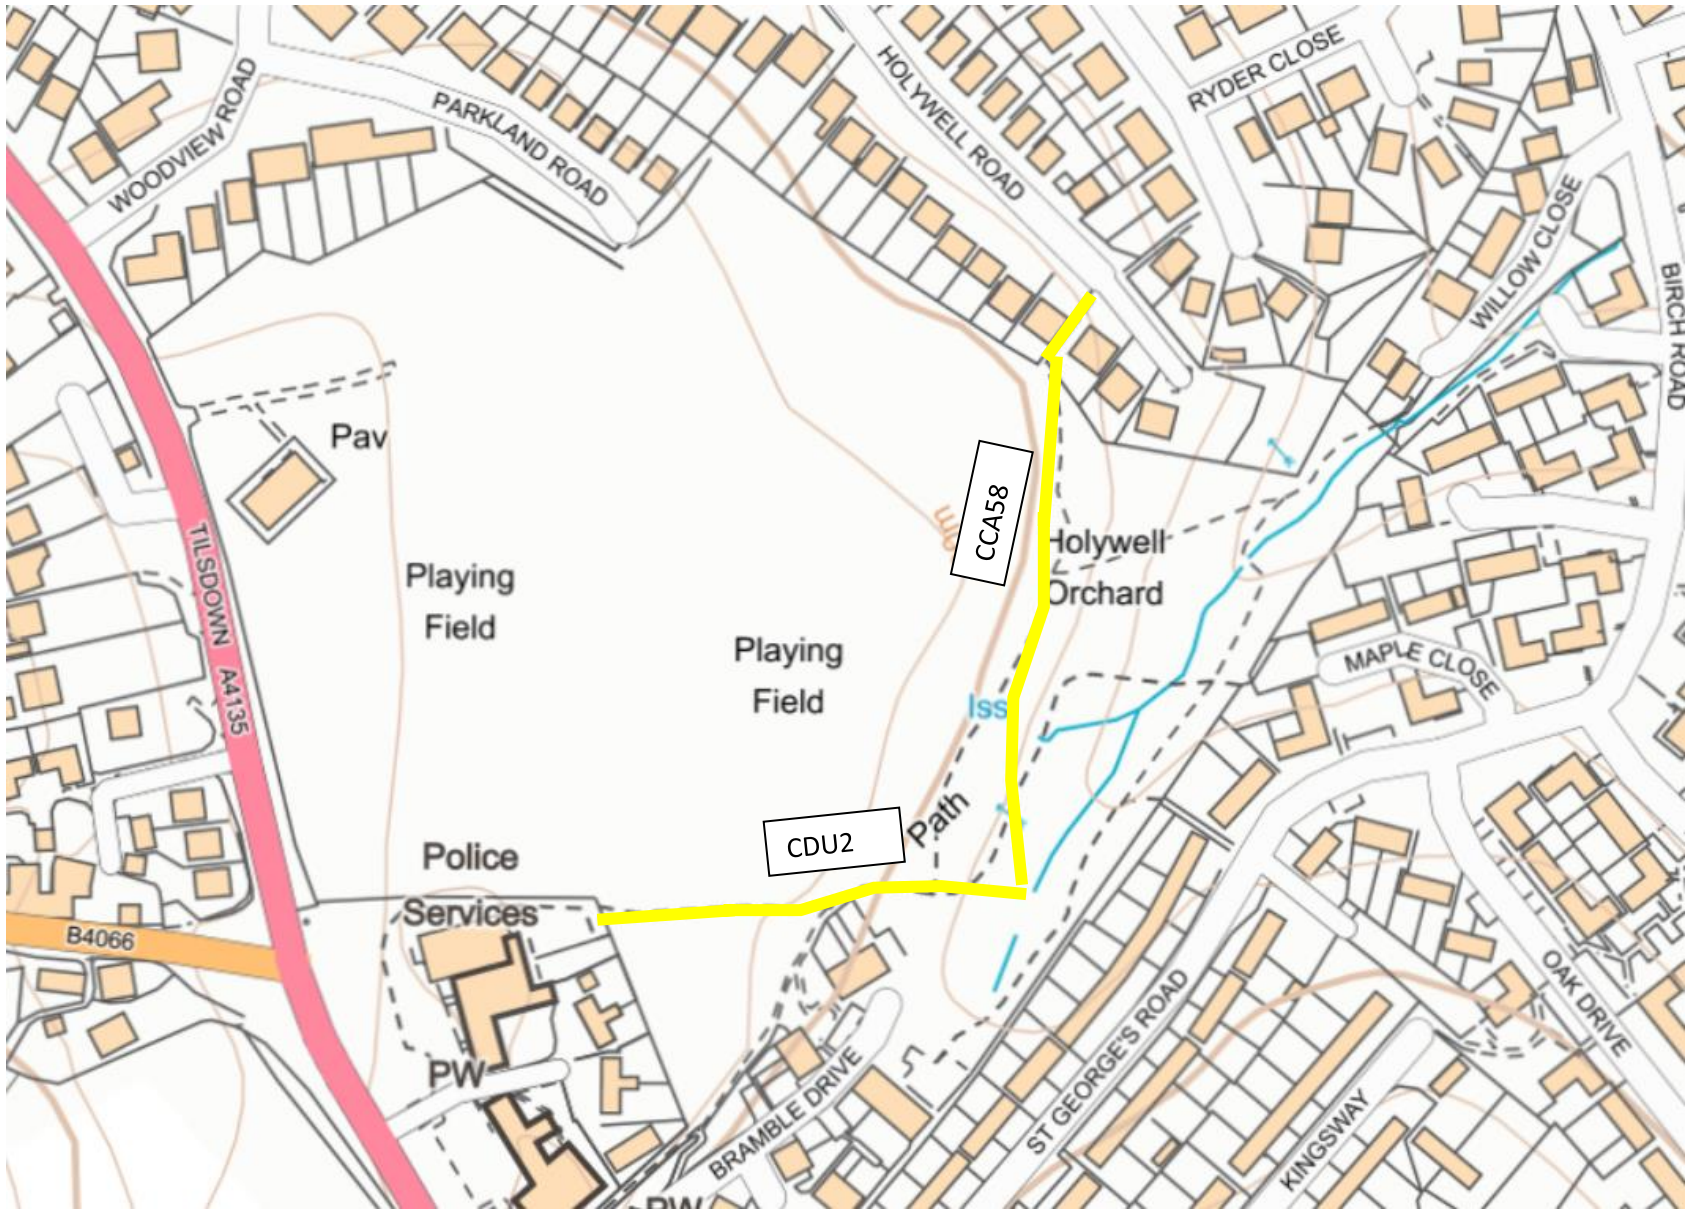 HOLYWELL ROAD
RYDER CLOSE
WOODVIEW ROAD
PARKLAND ROAD
WILLOW CLOSE
BIRCH ROAD
Pav
CCA58
Holywell
Orchard
TILSDOWN A4135
Playing
Field
Playing
Field
MAPLE CLOSE
Iss
Path
CDU2
Police
Services
B4066
OAK DRIVE
ST GEORGE'S ROAD
PW
BRAMBLE DRIVE
KINGSWAY
PW